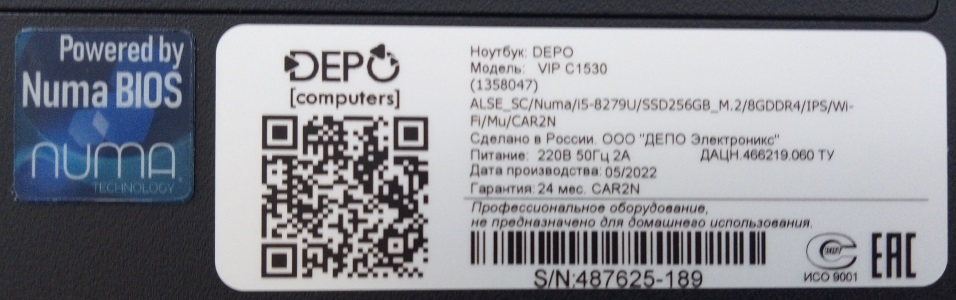 Powered by
Numa BIOS
numa
TECHNOLOGY
DEPO
[computers]
Ноутбук: DEPO
Модель: VIP C1530
(1358047)
ALSE_SC/Numa/i5-8279U/SSD256GB_M.2/8GDDR4/IPS/Wi-
Fi/Mu/CAR2N
Сделано в России. ООО "ДЕПО Электроникс"
Питание: 220В 50Гц 2А ДАЦН.466219.060 ТУ
Дата производства: 05/2022
Гарантия: 24 мес. CAR2N
Профессиональное оборудование,
не предназначено для домашнего использования.
S/N:487625-189
ИСО 9001
EAC